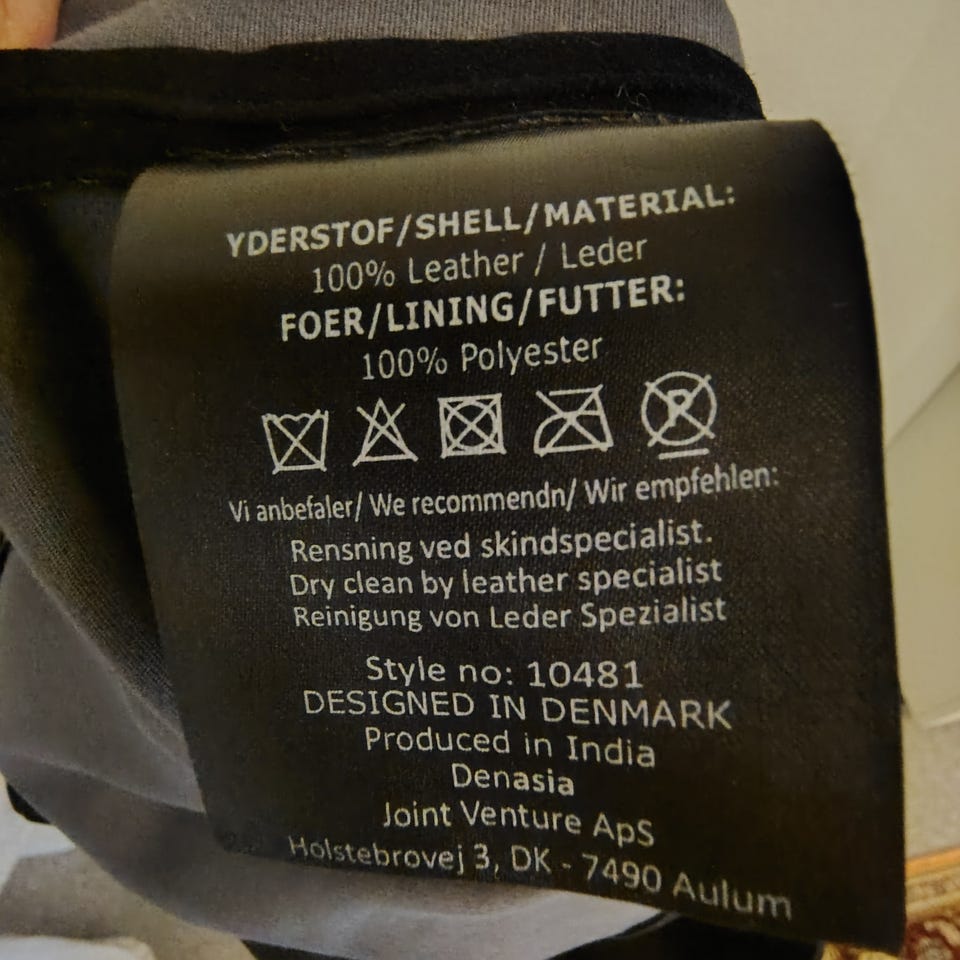 YDERSTOF/SHELL/MATERIAL:
100% Leather / Leder
FOER/LINING/FUTTER:
100% Polyester
P
Vi anbefaler/ We recommendn/ Wir empfehlen:
Rensning ved skindspecialist.
Dry clean by leather specialist
Reinigung von Leder Spezialist
Style no: 10481
DESIGNED IN DENMARK
Produced in India
Denasia
Joint Venture ApS
Holstebrovej 3, DK - 7490 Aulum